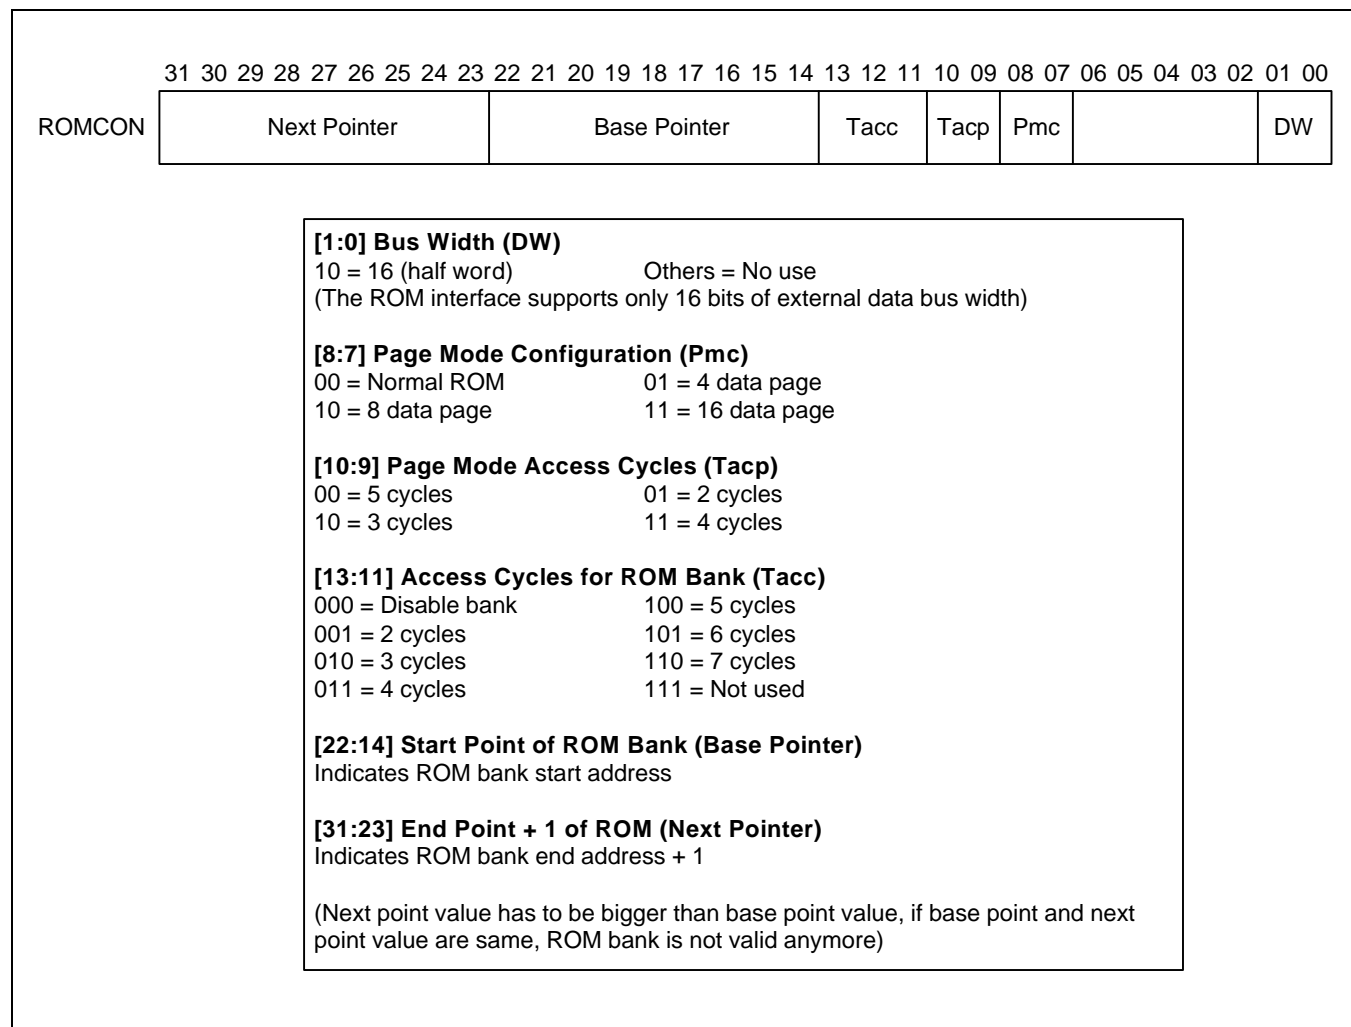 31 30 29 28 27 26 25 24 23 22 21 20 19 18 17 16 15 14 13 12 11 10 09 08 07 06 05 04 03 02 01 00
ROMCON Next Pointer Base Pointer Tacc Tacp Pmc DW
[1:0] Bus Width (DW)
10 = 16 (half word) Others = No use
(The ROM interface supports only 16 bits of external data bus width)
[8:7] Page Mode Configuration (Pmc)
00 = Normal ROM 01 = 4 data page
10 = 8 data page 11 = 16 data page
[10:9] Page Mode Access Cycles (Tacp)
00 = 5 cycles 01 = 2 cycles
10 = 3 cycles 11 = 4 cycles
[13:11] Access Cycles for ROM Bank (Tacc)
000 = Disable bank 100 = 5 cycles
001 = 2 cycles 101 = 6 cycles
010 = 3 cycles 110 = 7 cycles
011 = 4 cycles 111 = Not used
[22:14] Start Point of ROM Bank (Base Pointer)
Indicates ROM bank start address
[31:23] End Point + 1 of ROM (Next Pointer)
Indicates ROM bank end address + 1
(Next point value has to be bigger than base point value, if base point and next
point value are same, ROM bank is not valid anymore)